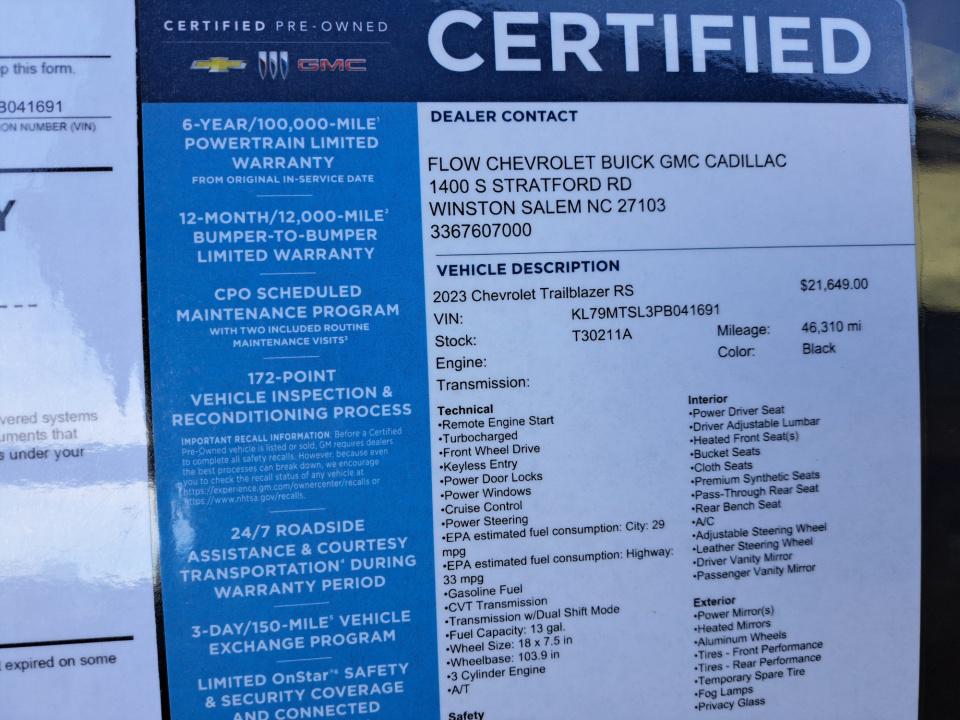 p this form.
B041691
ON NUMBER (VIN)
Y
vered systems
uments that
s under your
expired on some
CERTIFIED PRE-OWNED
GMC
CERTIFIED
6-YEAR/100,000-MILE¹
POWERTRAIN LIMITED
WARRANTY
FROM ORIGINAL IN-SERVICE DATE
12-MONTH/12,000-MILE²
BUMPER-TO-BUMPER
LIMITED WARRANTY
CPO SCHEDULED
MAINTENANCE PROGRAM
WITH TWO INCLUDED ROUTINE
MAINTENANCE VISITS³
172-POINT
VEHICLE INSPECTION &
RECONDITIONING PROCESS
IMPORTANT RECALL INFORMATION: Before a Certified
Pre-Owned vehicle is listed or sold, GM requires dealers
to complete all safety recalls. However, because even
the best processes can break down, we encourage
you to check the recall status of any vehicle at
https://experience.gm.com/ownercenter/recalls or
https://www.nhtsa.gov/recalls.
24/7 ROADSIDE
ASSISTANCE & COURTESY
TRANSPORTATION⁴ DURING
WARRANTY PERIOD
3-DAY/150-MILE⁵ VEHICLE
EXCHANGE PROGRAM
LIMITED OnStar™⁶ SAFETY
& SECURITY COVERAGE
AND CONNECTED
DEALER CONTACT
FLOW CHEVROLET BUICK GMC CADILLAC
1400 S STRATFORD RD
WINSTON SALEM NC 27103
3367607000
VEHICLE DESCRIPTION
2023 Chevrolet Trailblazer RS $21,649.00
VIN: KL79MTSL3PB041691
Stock: T30211A Mileage: 46,310 mi
Engine: Color: Black
Transmission:
Technical
•Remote Engine Start
•Turbocharged
•Front Wheel Drive
•Keyless Entry
•Power Door Locks
•Power Windows
•Cruise Control
•Power Steering
•EPA estimated fuel consumption: City: 29
mpg
•EPA estimated fuel consumption: Highway:
33 mpg
•Gasoline Fuel
•CVT Transmission
•Transmission w/Dual Shift Mode
•Fuel Capacity: 13 gal.
•Wheel Size: 18 x 7.5 in
•Wheelbase: 103.9 in
•3 Cylinder Engine
•A/T
Safety
Interior
•Power Driver Seat
•Driver Adjustable Lumbar
•Heated Front Seat(s)
•Bucket Seats
•Cloth Seats
•Premium Synthetic Seats
•Pass-Through Rear Seat
•Rear Bench Seat
•A/C
•Adjustable Steering Wheel
•Leather Steering Wheel
•Driver Vanity Mirror
•Passenger Vanity Mirror
Exterior
•Power Mirror(s)
•Heated Mirrors
•Aluminum Wheels
•Tires - Front Performance
•Tires - Rear Performance
•Temporary Spare Tire
•Fog Lamps
•Privacy Glass